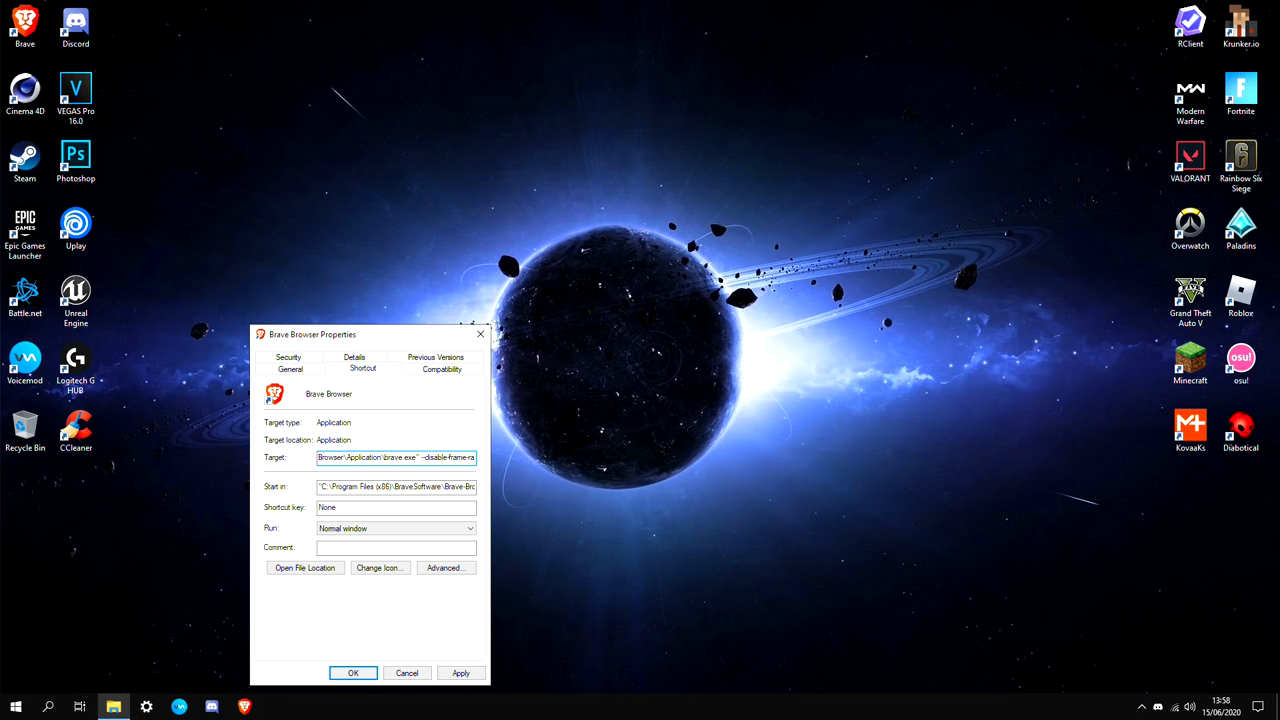 Brave
Discord
Cinema 4D
VEGAS Pro
16.0
Steam
Photoshop
Epic Games
Launcher
Uplay
Battle.net
Unreal
Engine
Voicemod
Logitech G
HUB
Recycle Bin
CCleaner
RClient
Krunker.io
Modern
Warfare
Fortnite
VALORANT
Rainbow Six
Siege
Overwatch
Paladins
Grand Theft
Auto V
Roblox
Minecraft
osu!
KovaaKs
Diabotical
Brave Browser Properties
Security
Details
Previous Versions
General
Shortcut
Compatibility
Brave Browser
Target type:
Application
Target location:
Application
Target:
Browser\Application\brave.exe" --disable-frame-ra
Start in:
"C:\Program Files (x86)\BraveSoftware\Brave-Bro
Shortcut key:
None
Run:
Normal window
Comment:
Open File Location
Change Icon...
Advanced...
OK
Cancel
Apply
13:58
15/06/2020